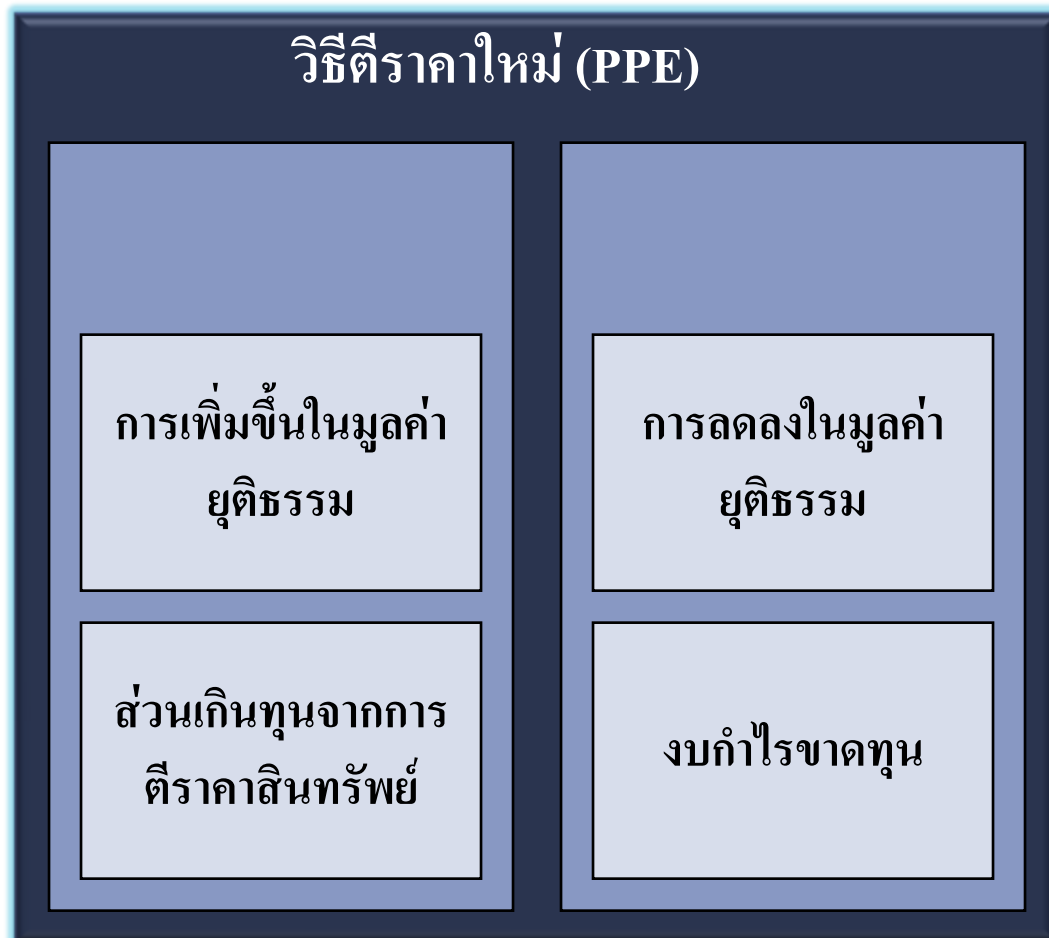 วิธีตีราคาใหม่ (PPE)
การเพิ่มขึ้นในมูลค่า
ยุติธรรม
ส่วนเกินทุนจากการ
ตีราคาสินทรัพย์
การลดลงในมูลค่า
ยุติธรรม
งบกำไรขาดทุน